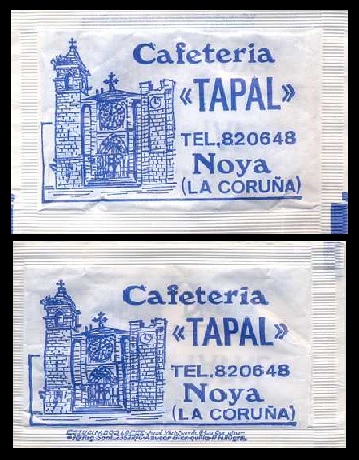 Cafeteria
«TAPAL»
TEL.820648
Noya
(LA CORUÑA)
Cafeteria
«TAPAL»
TEL.820648
Noya
(LA CORUÑA)